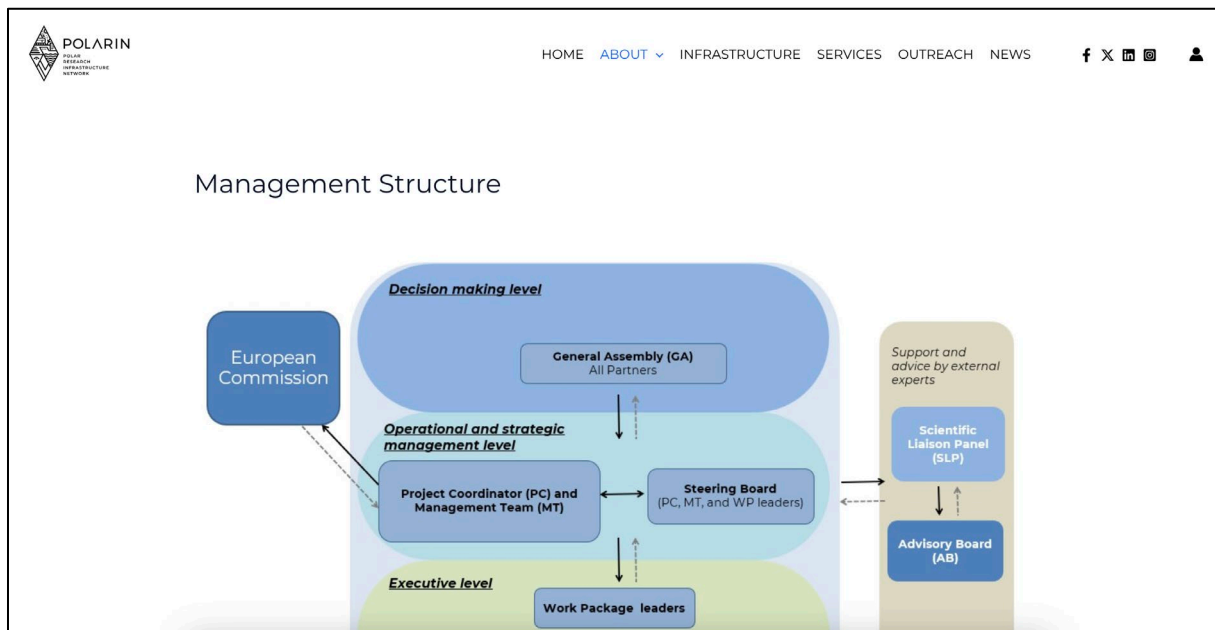 POLARIN
POLAR
RESEARCH
INFRASTRUCTURE
NETWORK
HOME ABOUT INFRASTRUCTURE SERVICES OUTREACH NEWS
Management Structure
Decision making level
General Assembly (GA)
All Partners
European
Commission
Operational and strategic
management level
Project Coordinator (PC) and
Management Team (MT)
Steering Board
(PC, MT, and WP leaders)
Support and
advice by external
experts
Scientific
Liaison Panel
(SLP)
Advisory Board
(AB)
Executive level
Work Package leaders